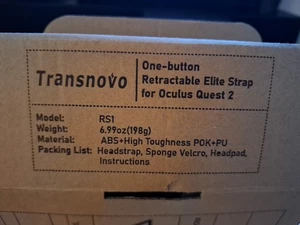 Transnovo
One-button
Retractable Elite Strap
for Oculus Quest 2
Model: RS1
Weight: 6.99oz(198g)
Material: ABS+High Toughness POK+PU
Packing List: Headstrap, Sponge Velcro, Headpad,
Instructions